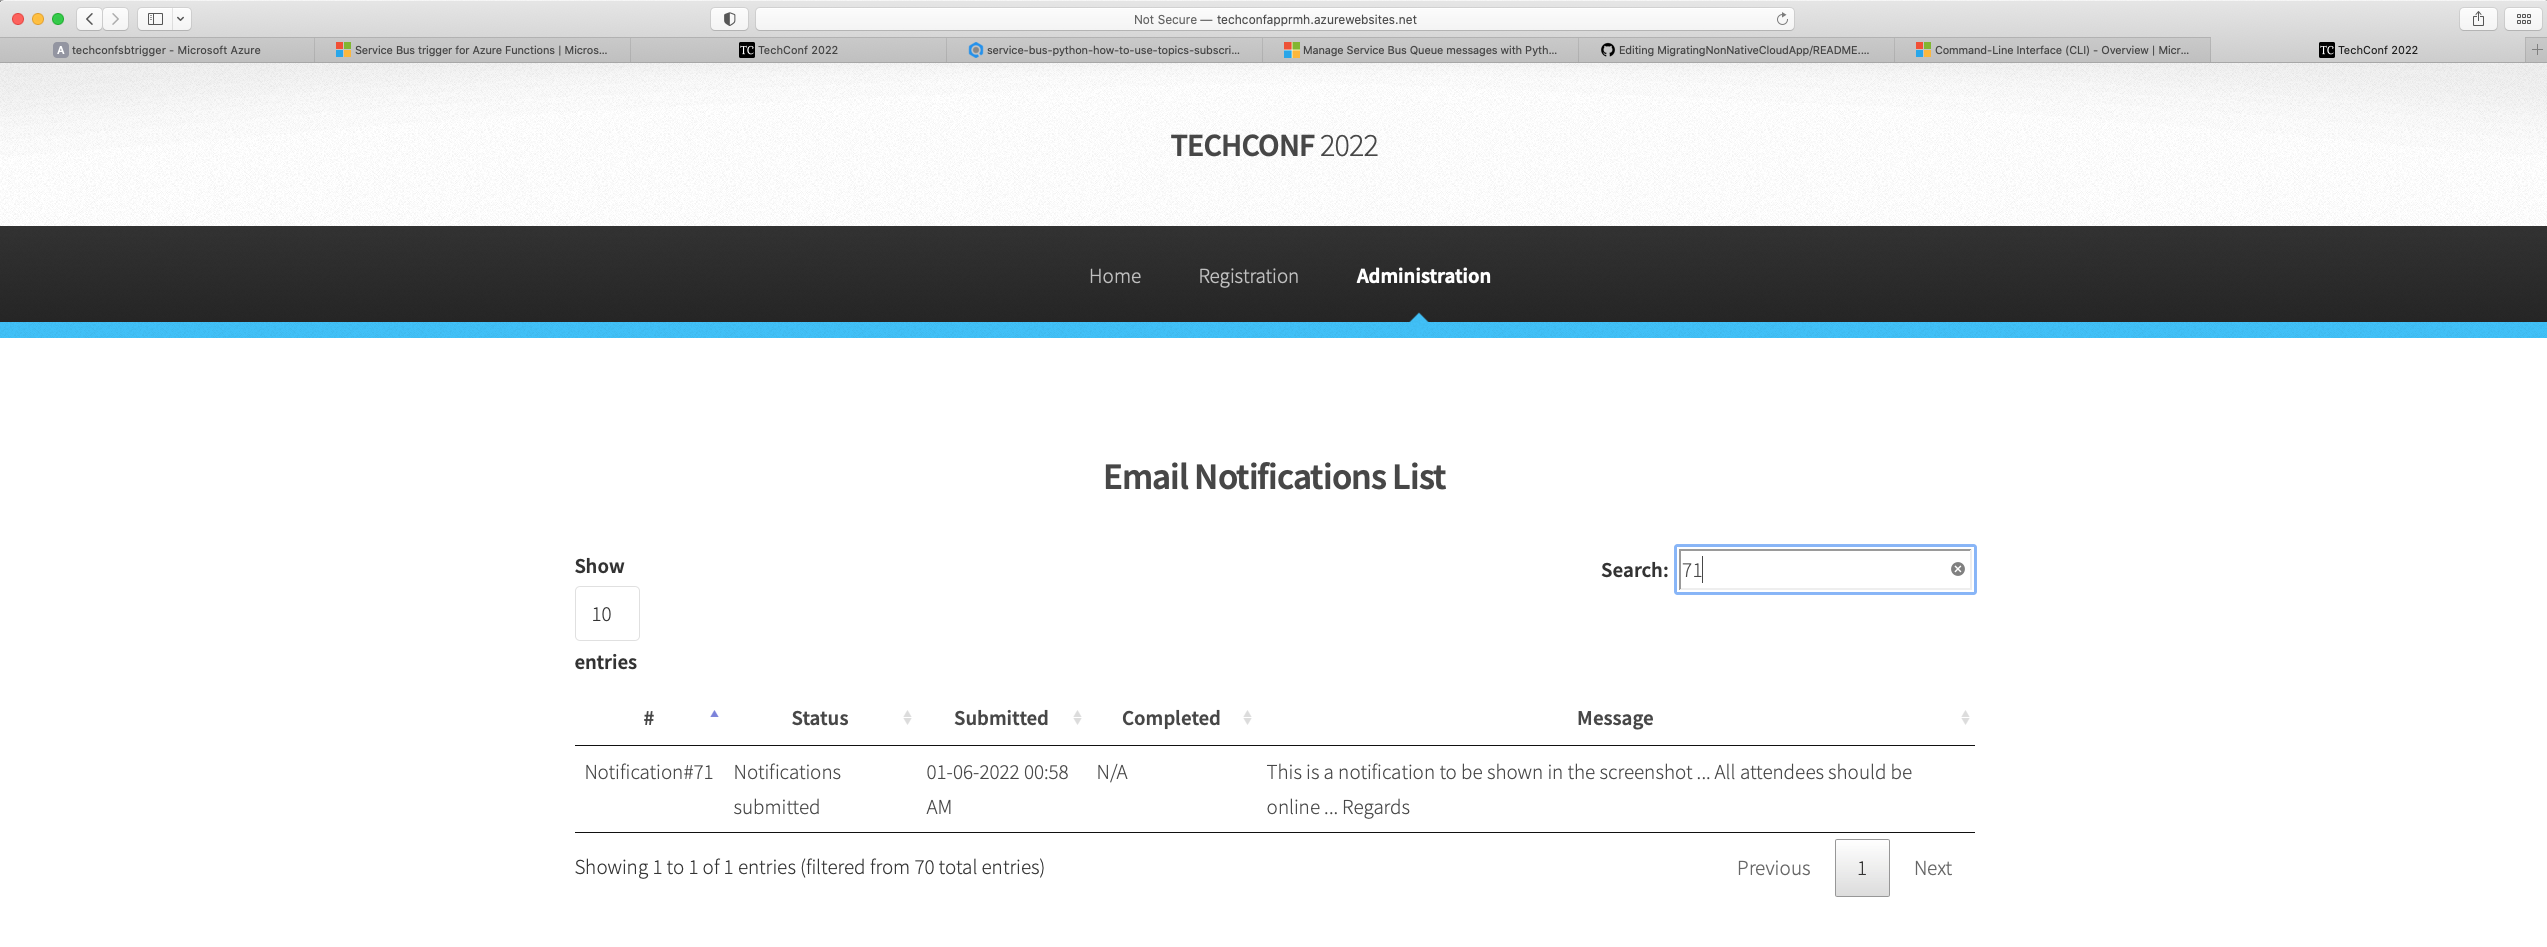 Not Secure — techconfapprmh.azurewebsites.net
A techconfsbtrigger - Microsoft Azure
Service Bus trigger for Azure Functions | Micros...
TC TechConf 2022
service-bus-python-how-to-use-topics-subscri...
Manage Service Bus Queue messages with Pyth...
Editing MigratingNonNativeCloudApp/README....
Command-Line Interface (CLI) - Overview | Micr...
TC TechConf 2022
TECHCONF 2022
Home Registration Administration
Email Notifications List
Show
10
entries
Search: 71
# Status Submitted Completed Message
Notification#71 Notifications 01-06-2022 00:58 N/A This is a notification to be shown in the screenshot ... All attendees should be
submitted AM online ... Regards
Showing 1 to 1 of 1 entries (filtered from 70 total entries)
Previous 1 Next